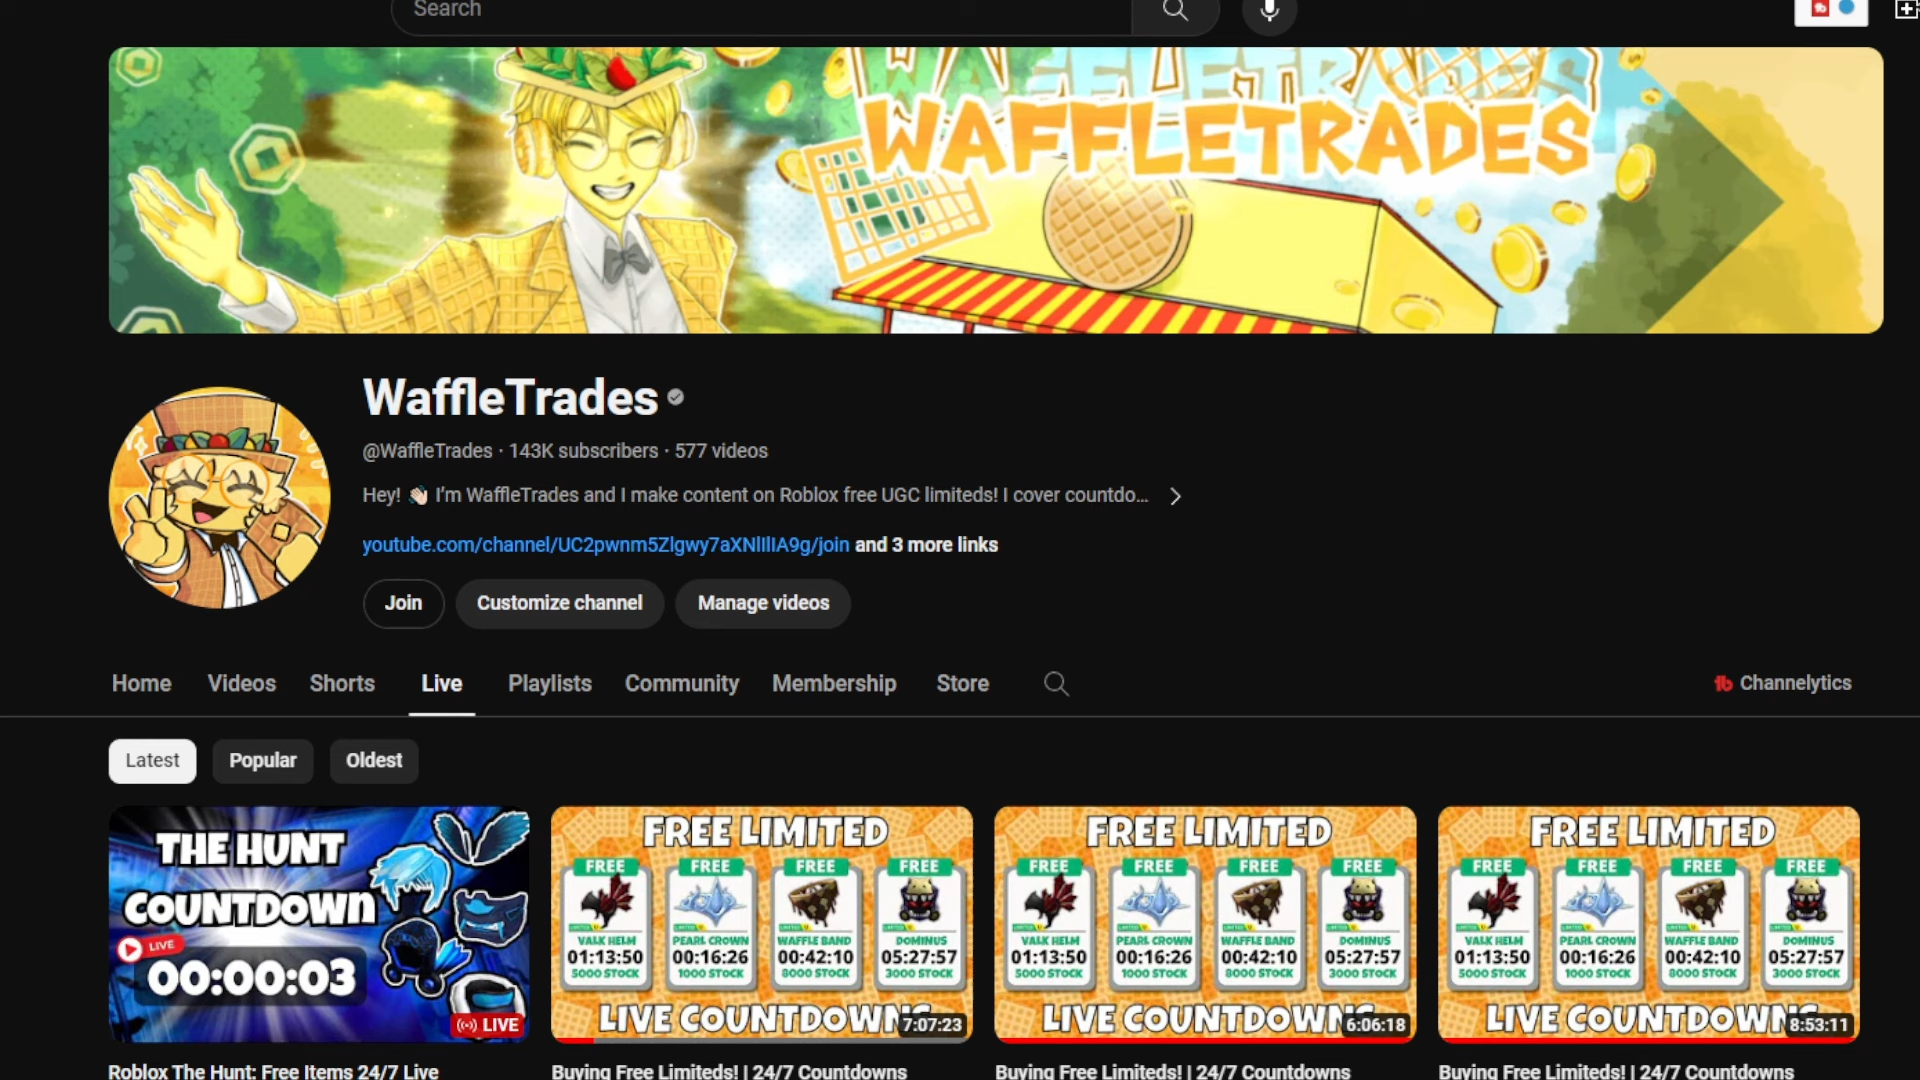 Search
WAFFLETRADES
WAFFLETRADES
WaffleTrades
@WaffleTrades · 143K subscribers · 577 videos
Hey! 👋🏻 I'm WaffleTrades and I make content on Roblox free UGC limiteds! I cover countdo...
and 3 more links
Join
Customize channel
Manage videos
Home
Videos
Shorts
Live
Playlists
Community
Membership
Store
Channelytics
Latest
Popular
Oldest
THE HUNT
COUNTDOWN
LIVE
00:00:03
LIVE
FREE LIMITED
FREE FREE FREE FREE
VALK HELM PEARL CROWN WAFFLE BAND DOMINUS
01:13:50 00:16:26 00:42:10 05:27:57
5000 STOCK 1000 STOCK 8000 STOCK 3000 STOCK
LIVE COUNTDOWNS
7:07:23
FREE LIMITED
FREE FREE FREE FREE
VALK HELM PEARL CROWN WAFFLE BAND DOMINUS
01:13:50 00:16:26 00:42:10 05:27:57
5000 STOCK 1000 STOCK 8000 STOCK 3000 STOCK
LIVE COUNTDOWNS
6:06:18
FREE LIMITED
FREE FREE FREE FREE
VALK HELM PEARL CROWN WAFFLE BAND DOMINUS
01:13:50 00:16:26 00:42:10 05:27:57
5000 STOCK 1000 STOCK 8000 STOCK 3000 STOCK
LIVE COUNTDOWNS
8:53:11
Roblox The Hunt: Free Items 24/7 Live
Buying Free Limiteds! | 24/7 Countdowns
Buying Free Limiteds! | 24/7 Countdowns
Buying Free Limiteds! | 24/7 Countdowns